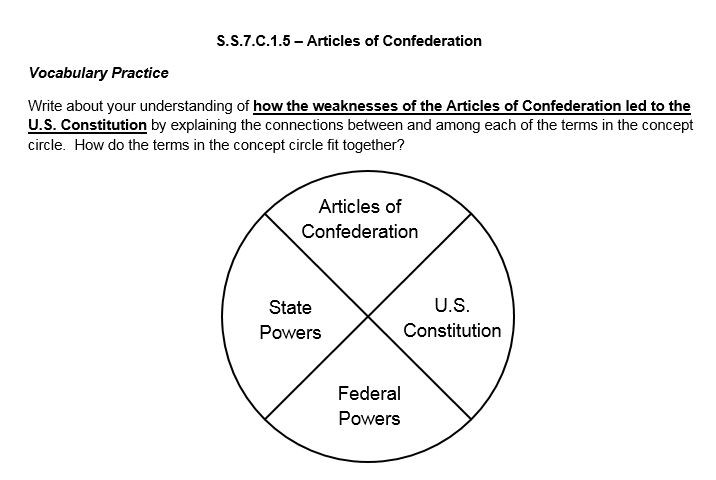 S.S.7.C.1.5 – Articles of Confederation
Vocabulary Practice
Write about your understanding of how the weaknesses of the Articles of Confederation led to the
U.S. Constitution by explaining the connections between and among each of the terms in the concept
circle.  How do the terms in the concept circle fit together?
Articles of
Confederation
State
Powers
U.S.
Constitution
Federal
Powers